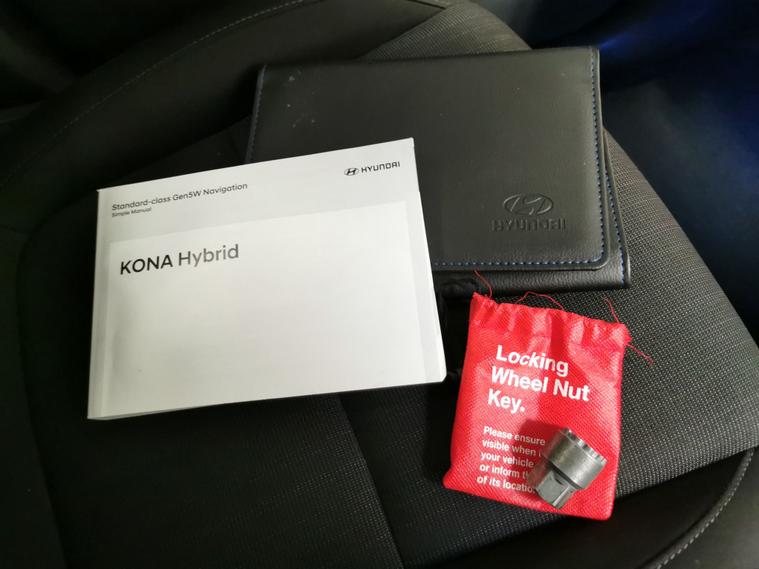 Standard-class Gen5W Navigation
Simple Manual
HYUNDAI
KONA Hybrid
HYUNDAI
Locking
Wheel Nut
Key.
Please ensure
visible when
your vehicle
or inform
of its